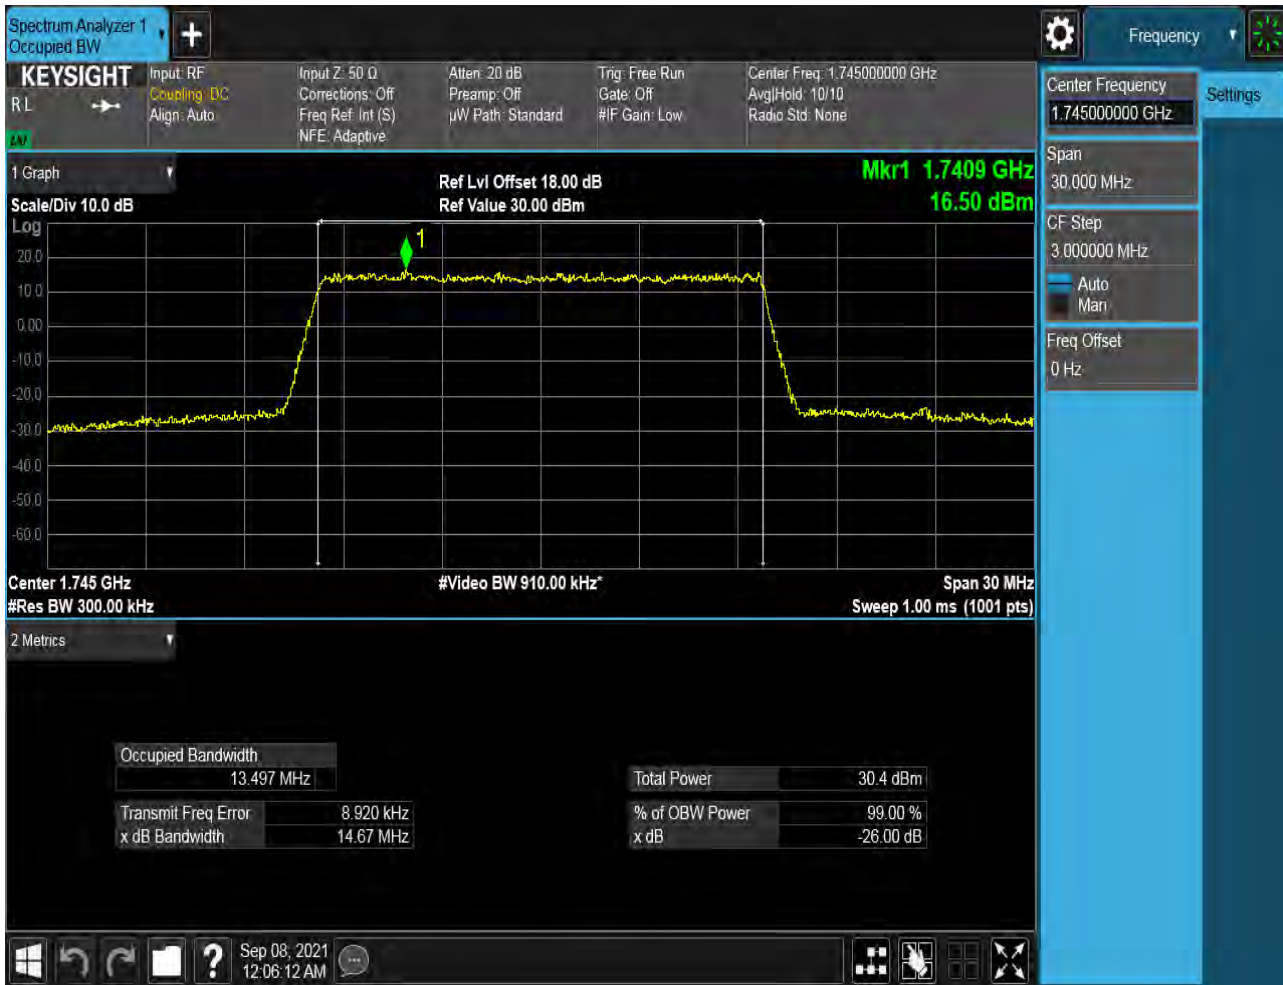 Spectrum Analyzer 1
Occupied BW
Frequency
KEYSIGHT
R L
Input: RF
Coupling: DC
Align: Auto
Input Z: 50 Ω
Corrections: Off
Freq Ref: Int (S)
NFE: Adaptive
Atten: 20 dB
Preamp: Off
µW Path: Standard
Trig: Free Run
Gate: Off
#IF Gain: Low
Center Freq: 1.745000000 GHz
Avg|Hold: 10/10
Radio Std: None
Center Frequency
1.745000000 GHz
Settings
Span
30.000 MHz
CF Step
3.000000 MHz
Auto
Man
Freq Offset
0 Hz
1 Graph
Scale/Div 10.0 dB
Log
Ref Lvl Offset 18.00 dB
Ref Value 30.00 dBm
Mkr1 1.7409 GHz
16.50 dBm
1
20.0
10.0
0.00
-10.0
-20.0
-30.0
-40.0
-50.0
-60.0
Center 1.745 GHz
#Video BW 910.00 kHz*
Span 30 MHz
#Res BW 300.00 kHz
Sweep 1.00 ms (1001 pts)
2 Metrics
Occupied Bandwidth
13.497 MHz
Total Power 30.4 dBm
Transmit Freq Error 8.920 kHz
% of OBW Power 99.00 %
x dB Bandwidth 14.67 MHz
x dB -26.00 dB
?
Sep 08, 2021
12:06:12 AM